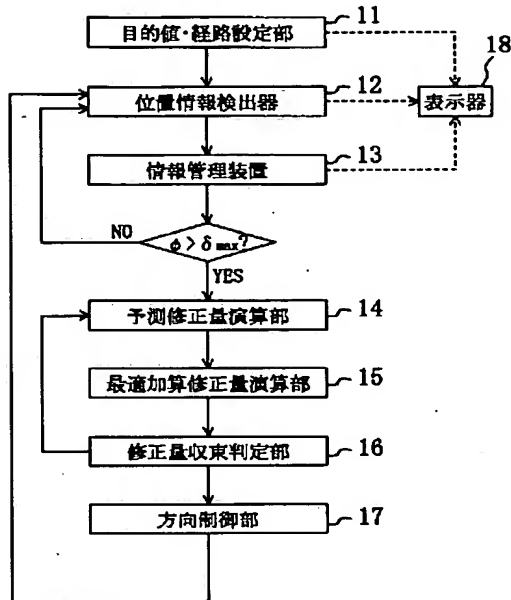 目的値・経路設定部
11
18
位置情報検出器
12
表示器
情報管理装置
13
NO
φ > δ max?
YES
予測修正量演算部
14
最適加算修正量演算部
15
修正量収束判定部
16
方向制御部
17